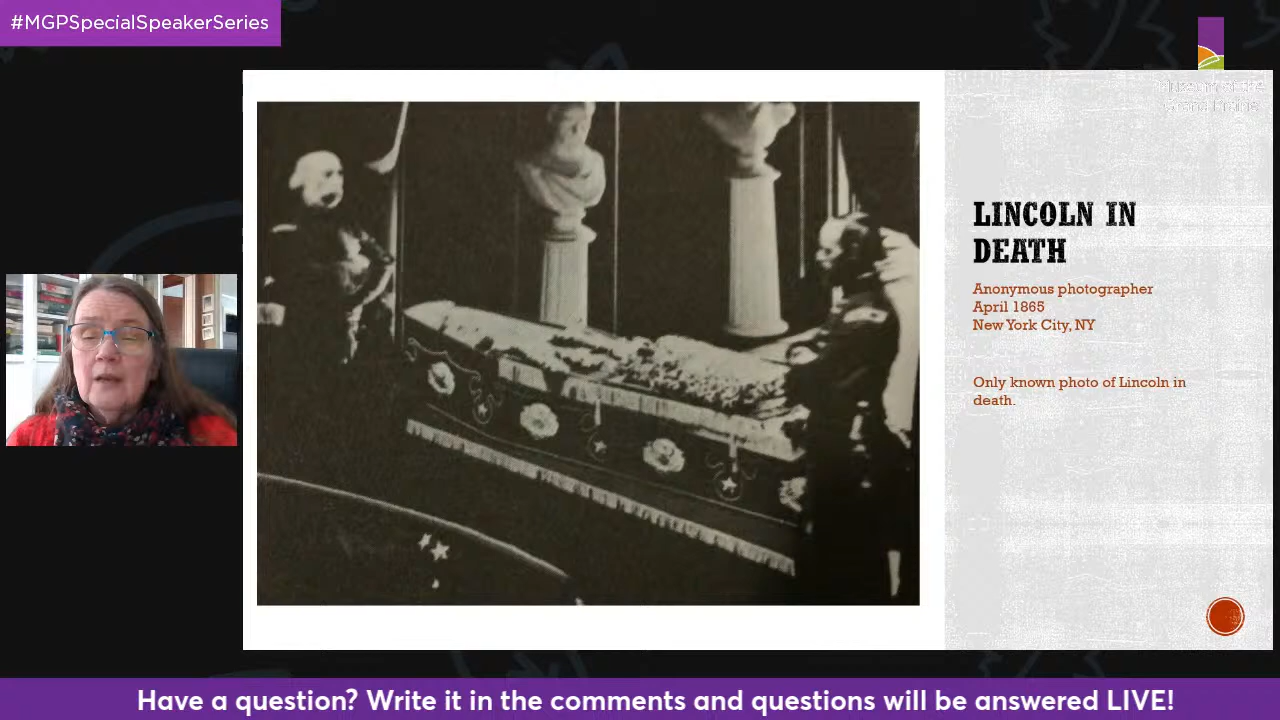 #MGPSpecialSpeakerSeries
LINCOLN IN
DEATH
Anonymous photographer
April 1865
New York City, NY
Only known photo of Lincoln in
death.
Have a question? Write it in the comments and questions will be answered LIVE!